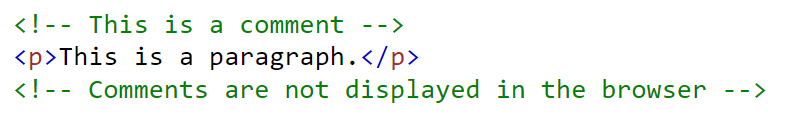 <!-- This is a comment -->
<p>This is a paragraph.</p>
<!-- Comments are not displayed in the browser -->